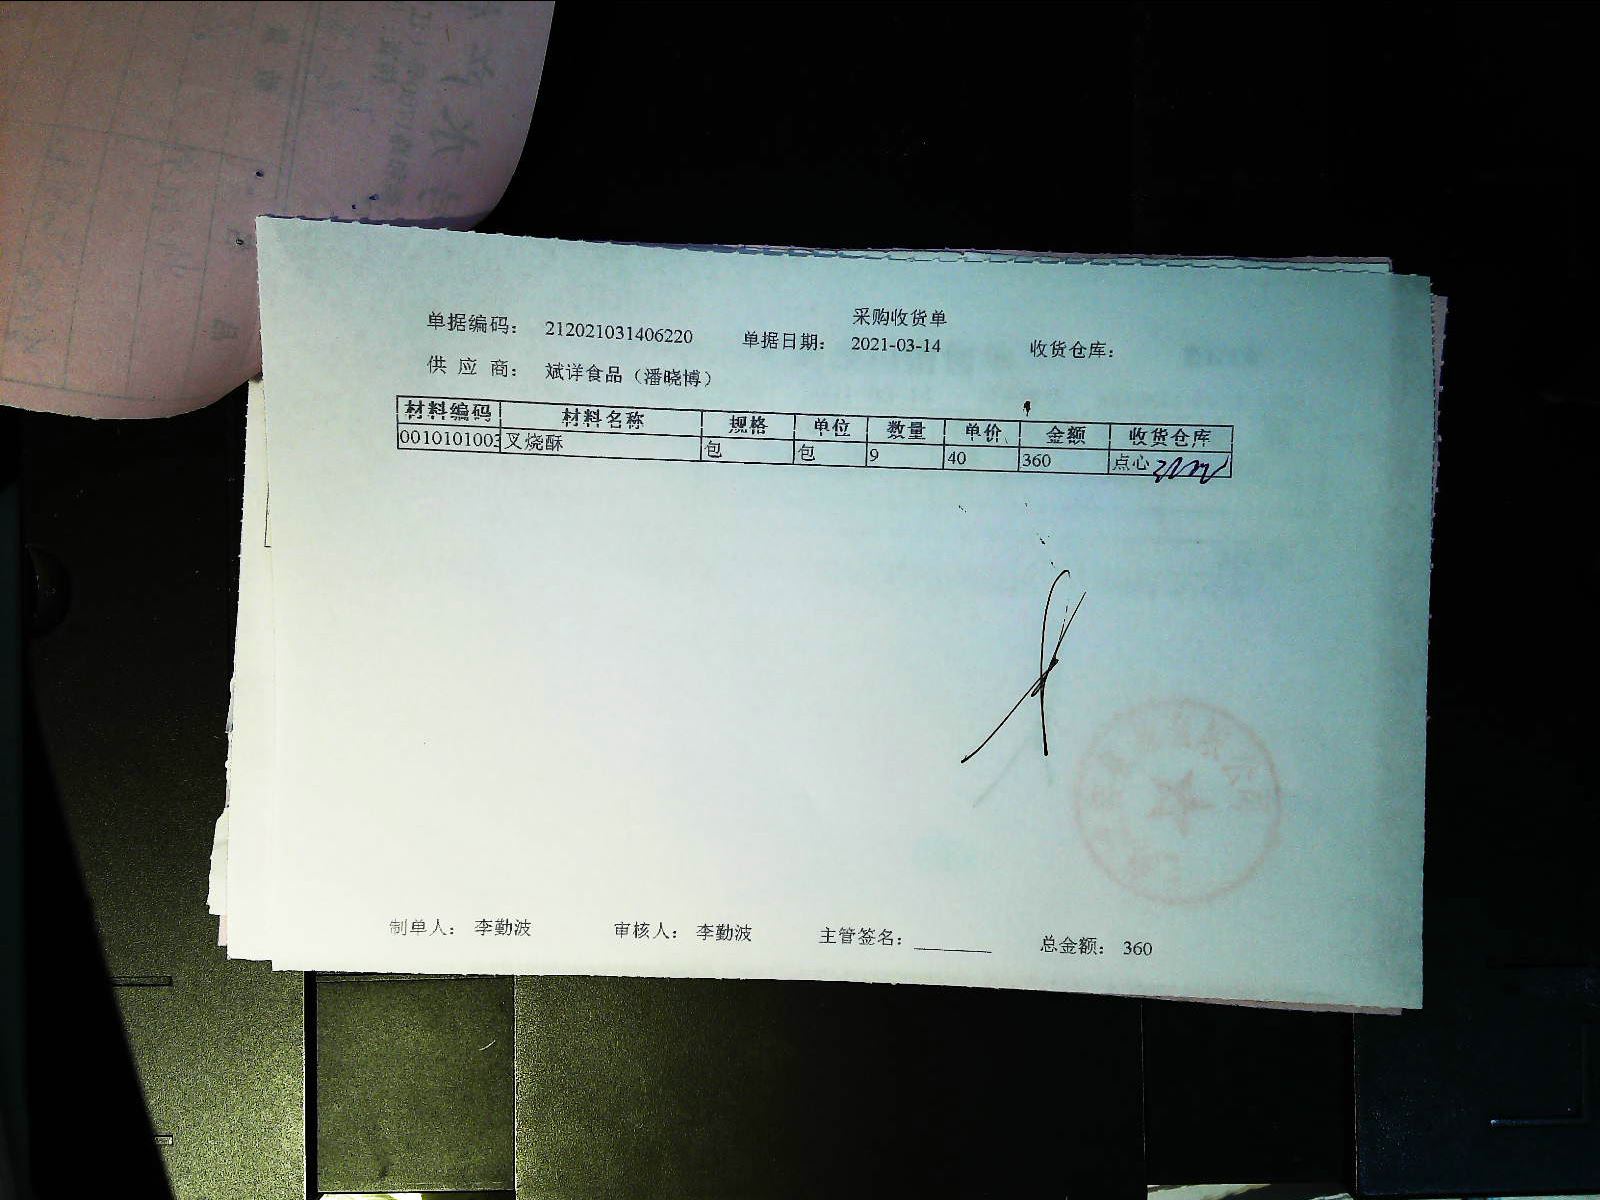 采购收货单
单据编码： 212021031406220 单据日期： 2021-03-14 收货仓库：
供 应 商： 斌详食品（潘晓博）
材料编码 材料名称 规格 单位 数量 单价 金额 收货仓库
0010101003 叉烧酥 包 包 9 40 360 点心
制单人： 李勤波 审核人： 李勤波 主管签名： 总金额： 360